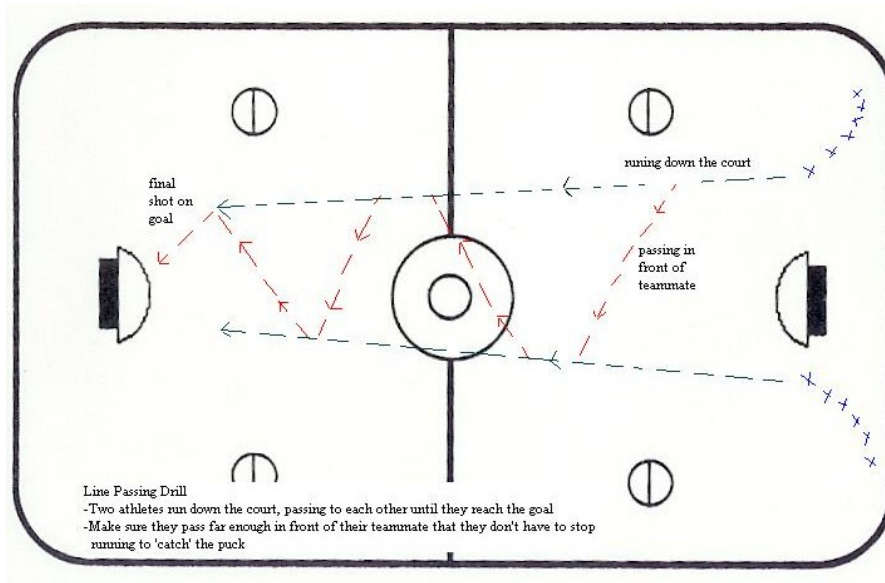 runing down the court
final
shot on
goal
passing in
front of
teammate
Line Passing Drill
-Two athletes run down the court, passing to each other until they reach the goal
-Make sure they pass far enough in front of their teammate that they don't have to stop
running to 'catch' the puck